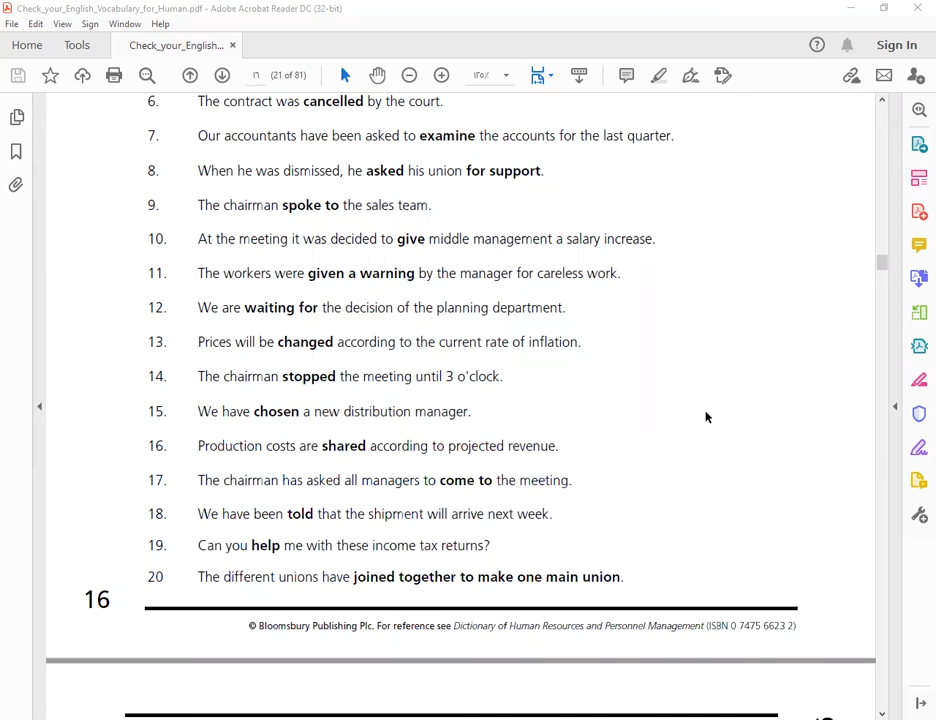 Check_your_English_Vocabulary_for_Human.pdf - Adobe Acrobat Reader DC (32-bit)
File Edit View Sign Window Help
Home Tools Check_your_English... × Sign In
١٦ (21 of 81) ١٣٥%
6. The contract was cancelled by the court.
7. Our accountants have been asked to examine the accounts for the last quarter.
8. When he was dismissed, he asked his union for support.
9. The chairman spoke to the sales team.
10. At the meeting it was decided to give middle management a salary increase.
11. The workers were given a warning by the manager for careless work.
12. We are waiting for the decision of the planning department.
13. Prices will be changed according to the current rate of inflation.
14. The chairman stopped the meeting until 3 o'clock.
15. We have chosen a new distribution manager.
16. Production costs are shared according to projected revenue.
17. The chairman has asked all managers to come to the meeting.
18. We have been told that the shipment will arrive next week.
19. Can you help me with these income tax returns?
20 The different unions have joined together to make one main union.
16
© Bloomsbury Publishing Plc. For reference see Dictionary of Human Resources and Personnel Management (ISBN 0 7475 6623 2)